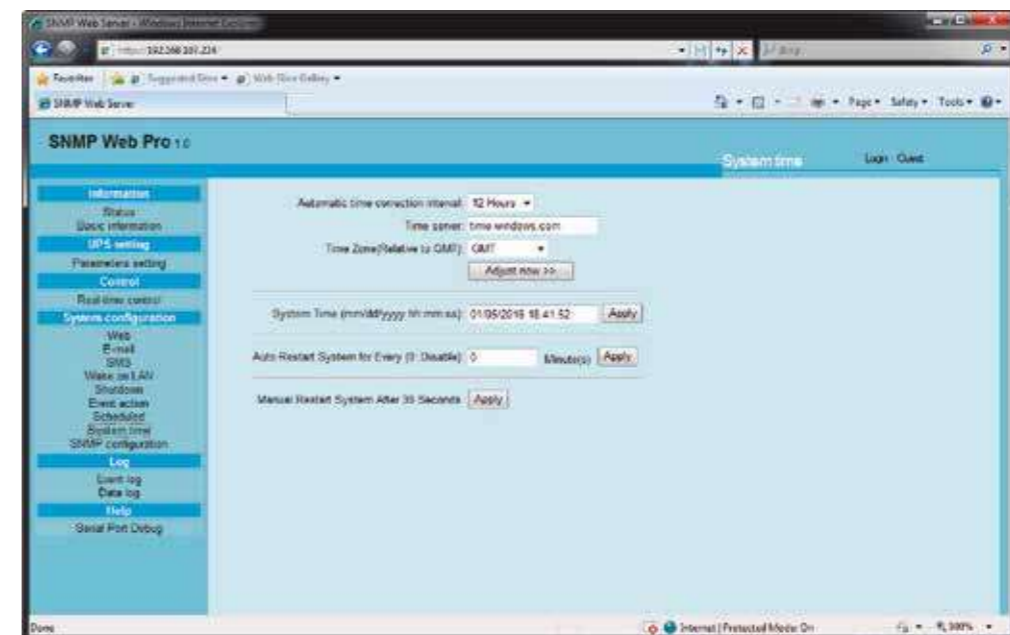 SNMP Web Server - Windows Internet Explorer
Favorites Suggested Sites Web Slice Gallery
SNMP Web Server
Page Safety Tools
SNMP Web Pro 1.0
System time
Login : Guest
Information
Status
Basic information
UPS setting
Parameters setting
Control
Real-time control
System configuration
Web
E-mail
SMS
Wake on LAN
Shutdown
Event action
Scheduled
System time
SNMP configuration
Log
Event log
Data log
Help
Serial Port Debug
Automatic time correction interval: 12 Hours
Time server: time.windows.com
Time Zone(Relative to GMT): GMT
Adjust now >>
System Time (mm/dd/yyyy hh:mm:ss): 01/05/2016 18:41:52 Apply
Auto Restart System for Every (0: Disable): 0 Minute(s) Apply
Manual Restart System After 30 Seconds: Apply
Done
Internet | Protected Mode: On
100%